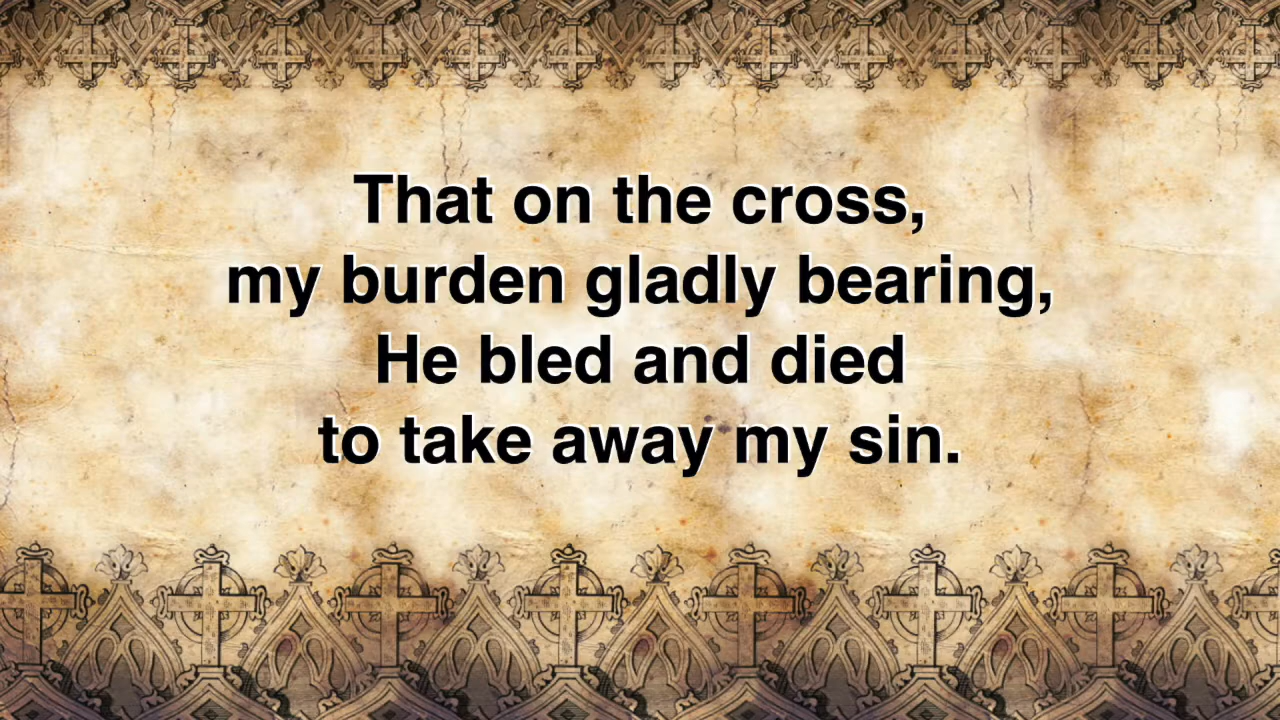 That on the cross,
my burden gladly bearing,
He bled and died
to take away my sin.